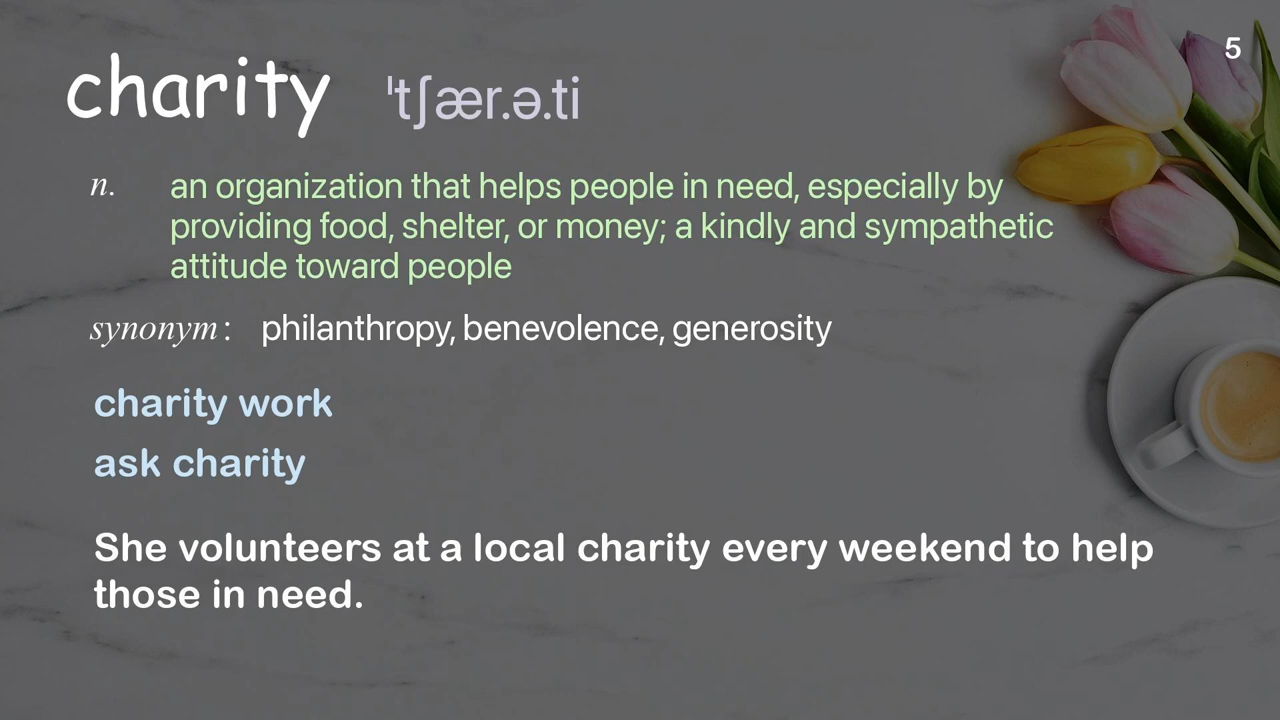 5
charity ˈtʃær.ə.ti
n. an organization that helps people in need, especially by
providing food, shelter, or money; a kindly and sympathetic
attitude toward people
synonym: philanthropy, benevolence, generosity
charity work
ask charity
She volunteers at a local charity every weekend to help
those in need.